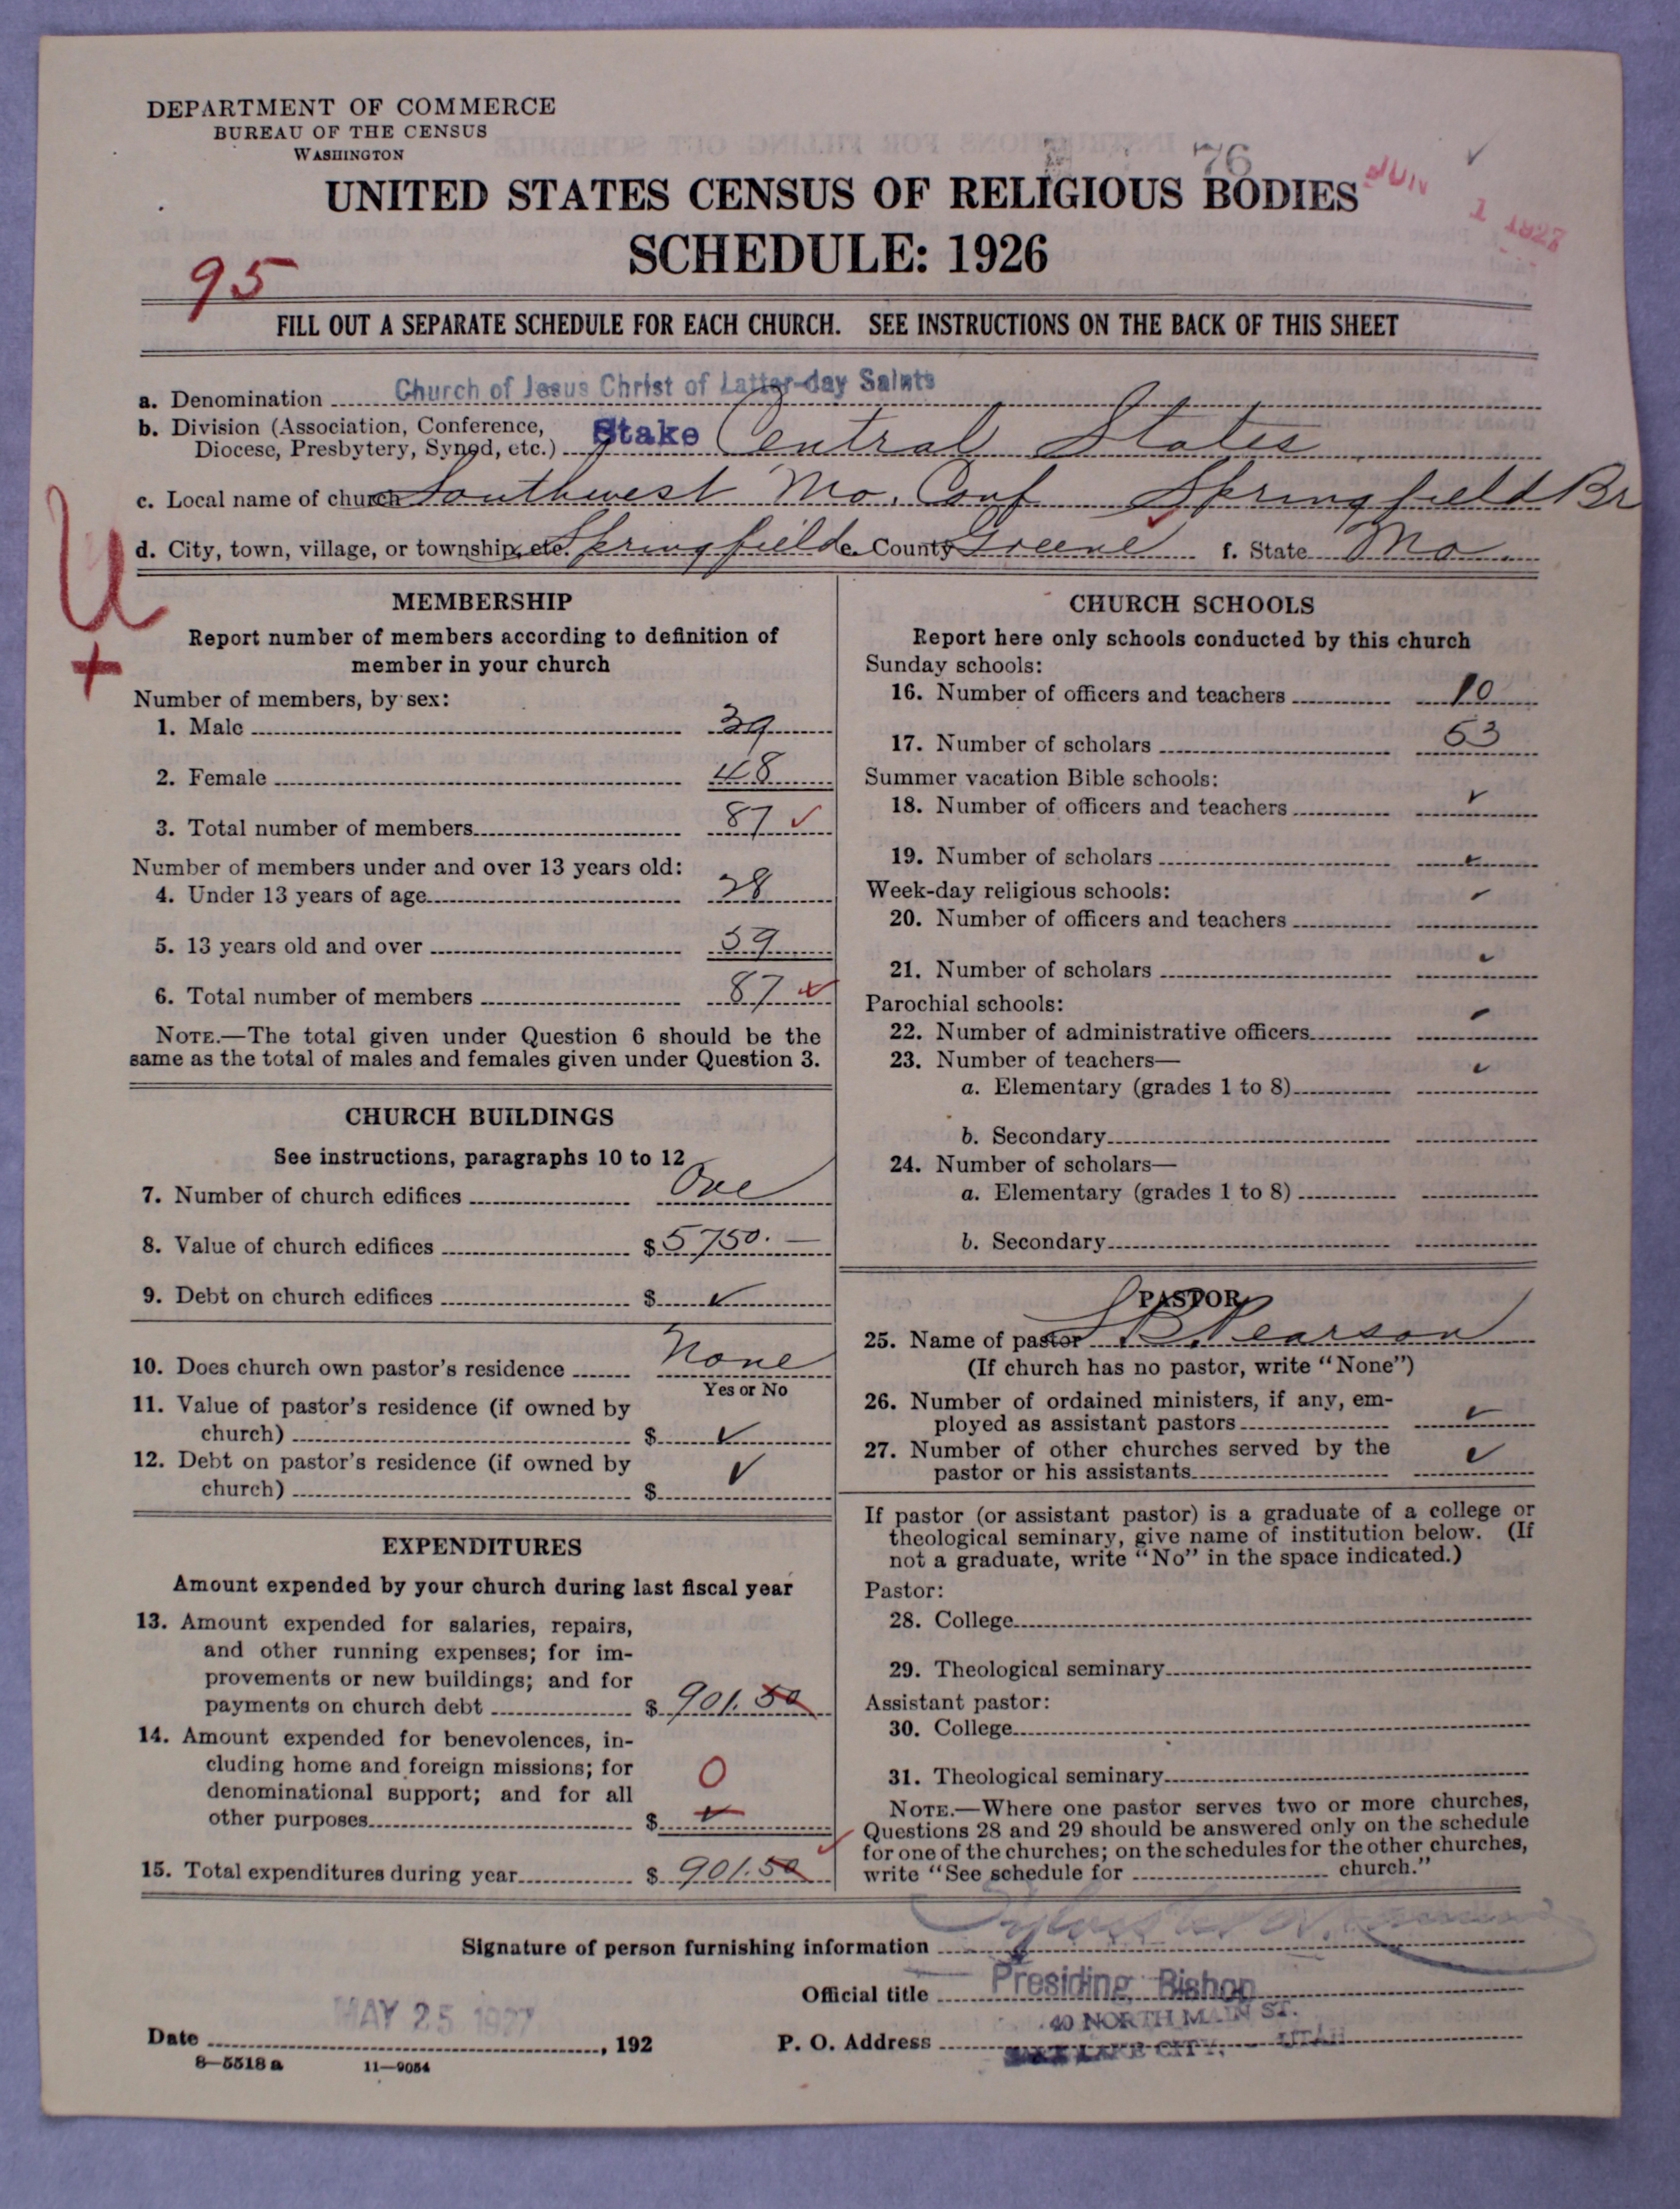 DEPARTMENT OF COMMERCE
BUREAU OF THE CENSUS
WASHINGTON
76
JUN 1 1927
UNITED STATES CENSUS OF RELIGIOUS BODIES
SCHEDULE: 1926
95
FILL OUT A SEPARATE SCHEDULE FOR EACH CHURCH. SEE INSTRUCTIONS ON THE BACK OF THIS SHEET
a. Denomination Church of Jesus Christ of Latter-day Saints
b. Division (Association, Conference,
Diocese, Presbytery, Synod, etc.) Stake Central States
c. Local name of church Southwest Mo. Conf Springfield Br
d. City, town, village, or township, etc. Springfield e. County Greene f. State Mo.
U
+
MEMBERSHIP
Report number of members according to definition of
member in your church
Number of members, by sex:
1. Male 39
2. Female 48
3. Total number of members 87 ✓
Number of members under and over 13 years old:
4. Under 13 years of age 28
5. 13 years old and over 59
6. Total number of members 87 ✓
NOTE.—The total given under Question 6 should be the
same as the total of males and females given under Question 3.
CHURCH BUILDINGS
See instructions, paragraphs 10 to 12
7. Number of church edifices One
8. Value of church edifices $ 5750. —
9. Debt on church edifices $ ✓
10. Does church own pastor's residence None
Yes or No
11. Value of pastor's residence (if owned by
church) $ ✓
12. Debt on pastor's residence (if owned by
church) $ ✓
EXPENDITURES
Amount expended by your church during last fiscal year
13. Amount expended for salaries, repairs,
and other running expenses; for im-
provements or new buildings; and for
payments on church debt $ 901.50
14. Amount expended for benevolences, in-
cluding home and foreign missions; for
denominational support; and for all
other purposes $ ✓ 0
15. Total expenditures during year $ 901.50
CHURCH SCHOOLS
Report here only schools conducted by this church
Sunday schools:
16. Number of officers and teachers 10
17. Number of scholars 53
Summer vacation Bible schools:
18. Number of officers and teachers ✓
19. Number of scholars ✓
Week-day religious schools:
20. Number of officers and teachers ✓
21. Number of scholars ✓
Parochial schools:
22. Number of administrative officers ✓
23. Number of teachers—
a. Elementary (grades 1 to 8) ✓
b. Secondary
24. Number of scholars—
a. Elementary (grades 1 to 8)
b. Secondary
PASTOR
25. Name of pastor S. B. Pearson
(If church has no pastor, write "None")
26. Number of ordained ministers, if any, em-
ployed as assistant pastors ✓
27. Number of other churches served by the
pastor or his assistants ✓
If pastor (or assistant pastor) is a graduate of a college or
theological seminary, give name of institution below. (If
not a graduate, write "No" in the space indicated.)
Pastor:
28. College
29. Theological seminary
Assistant pastor:
30. College
31. Theological seminary
NOTE.—Where one pastor serves two or more churches,
Questions 28 and 29 should be answered only on the schedule
for one of the churches; on the schedules for the other churches,
write "See schedule for church."
Signature of person furnishing information
Official title Presiding Bishop
Date MAY 25 1927, 192
P. O. Address 40 NORTH MAIN ST.
SALT LAKE CITY, UTAH
8—5518 a 11—9054